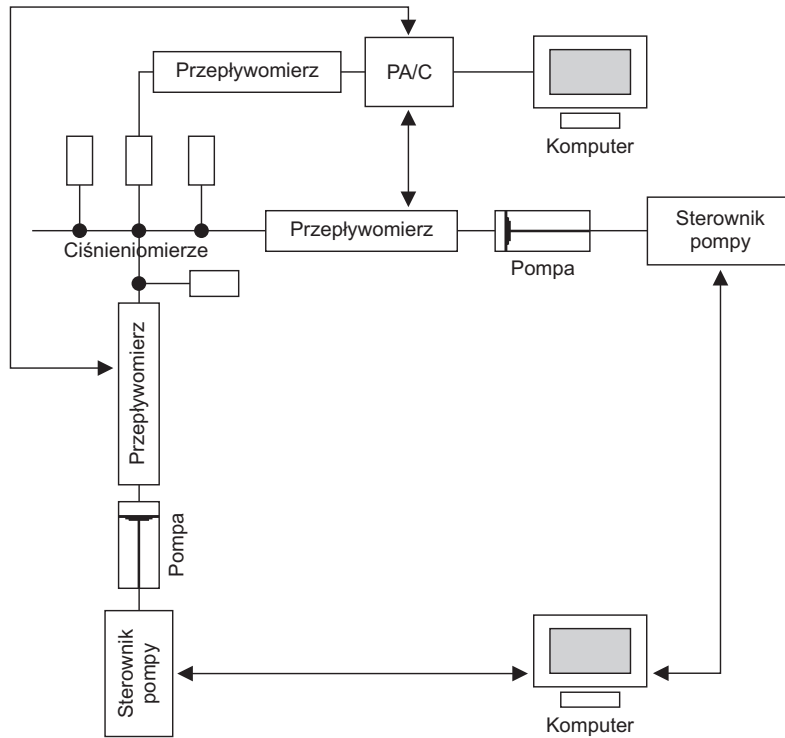 Przepływomierz
PA/C
Komputer
Ciśnieniomierze
Przepływomierz
Pompa
Sterownik
pompy
Przepływomierz
Pompa
Sterownik
pompy
Komputer